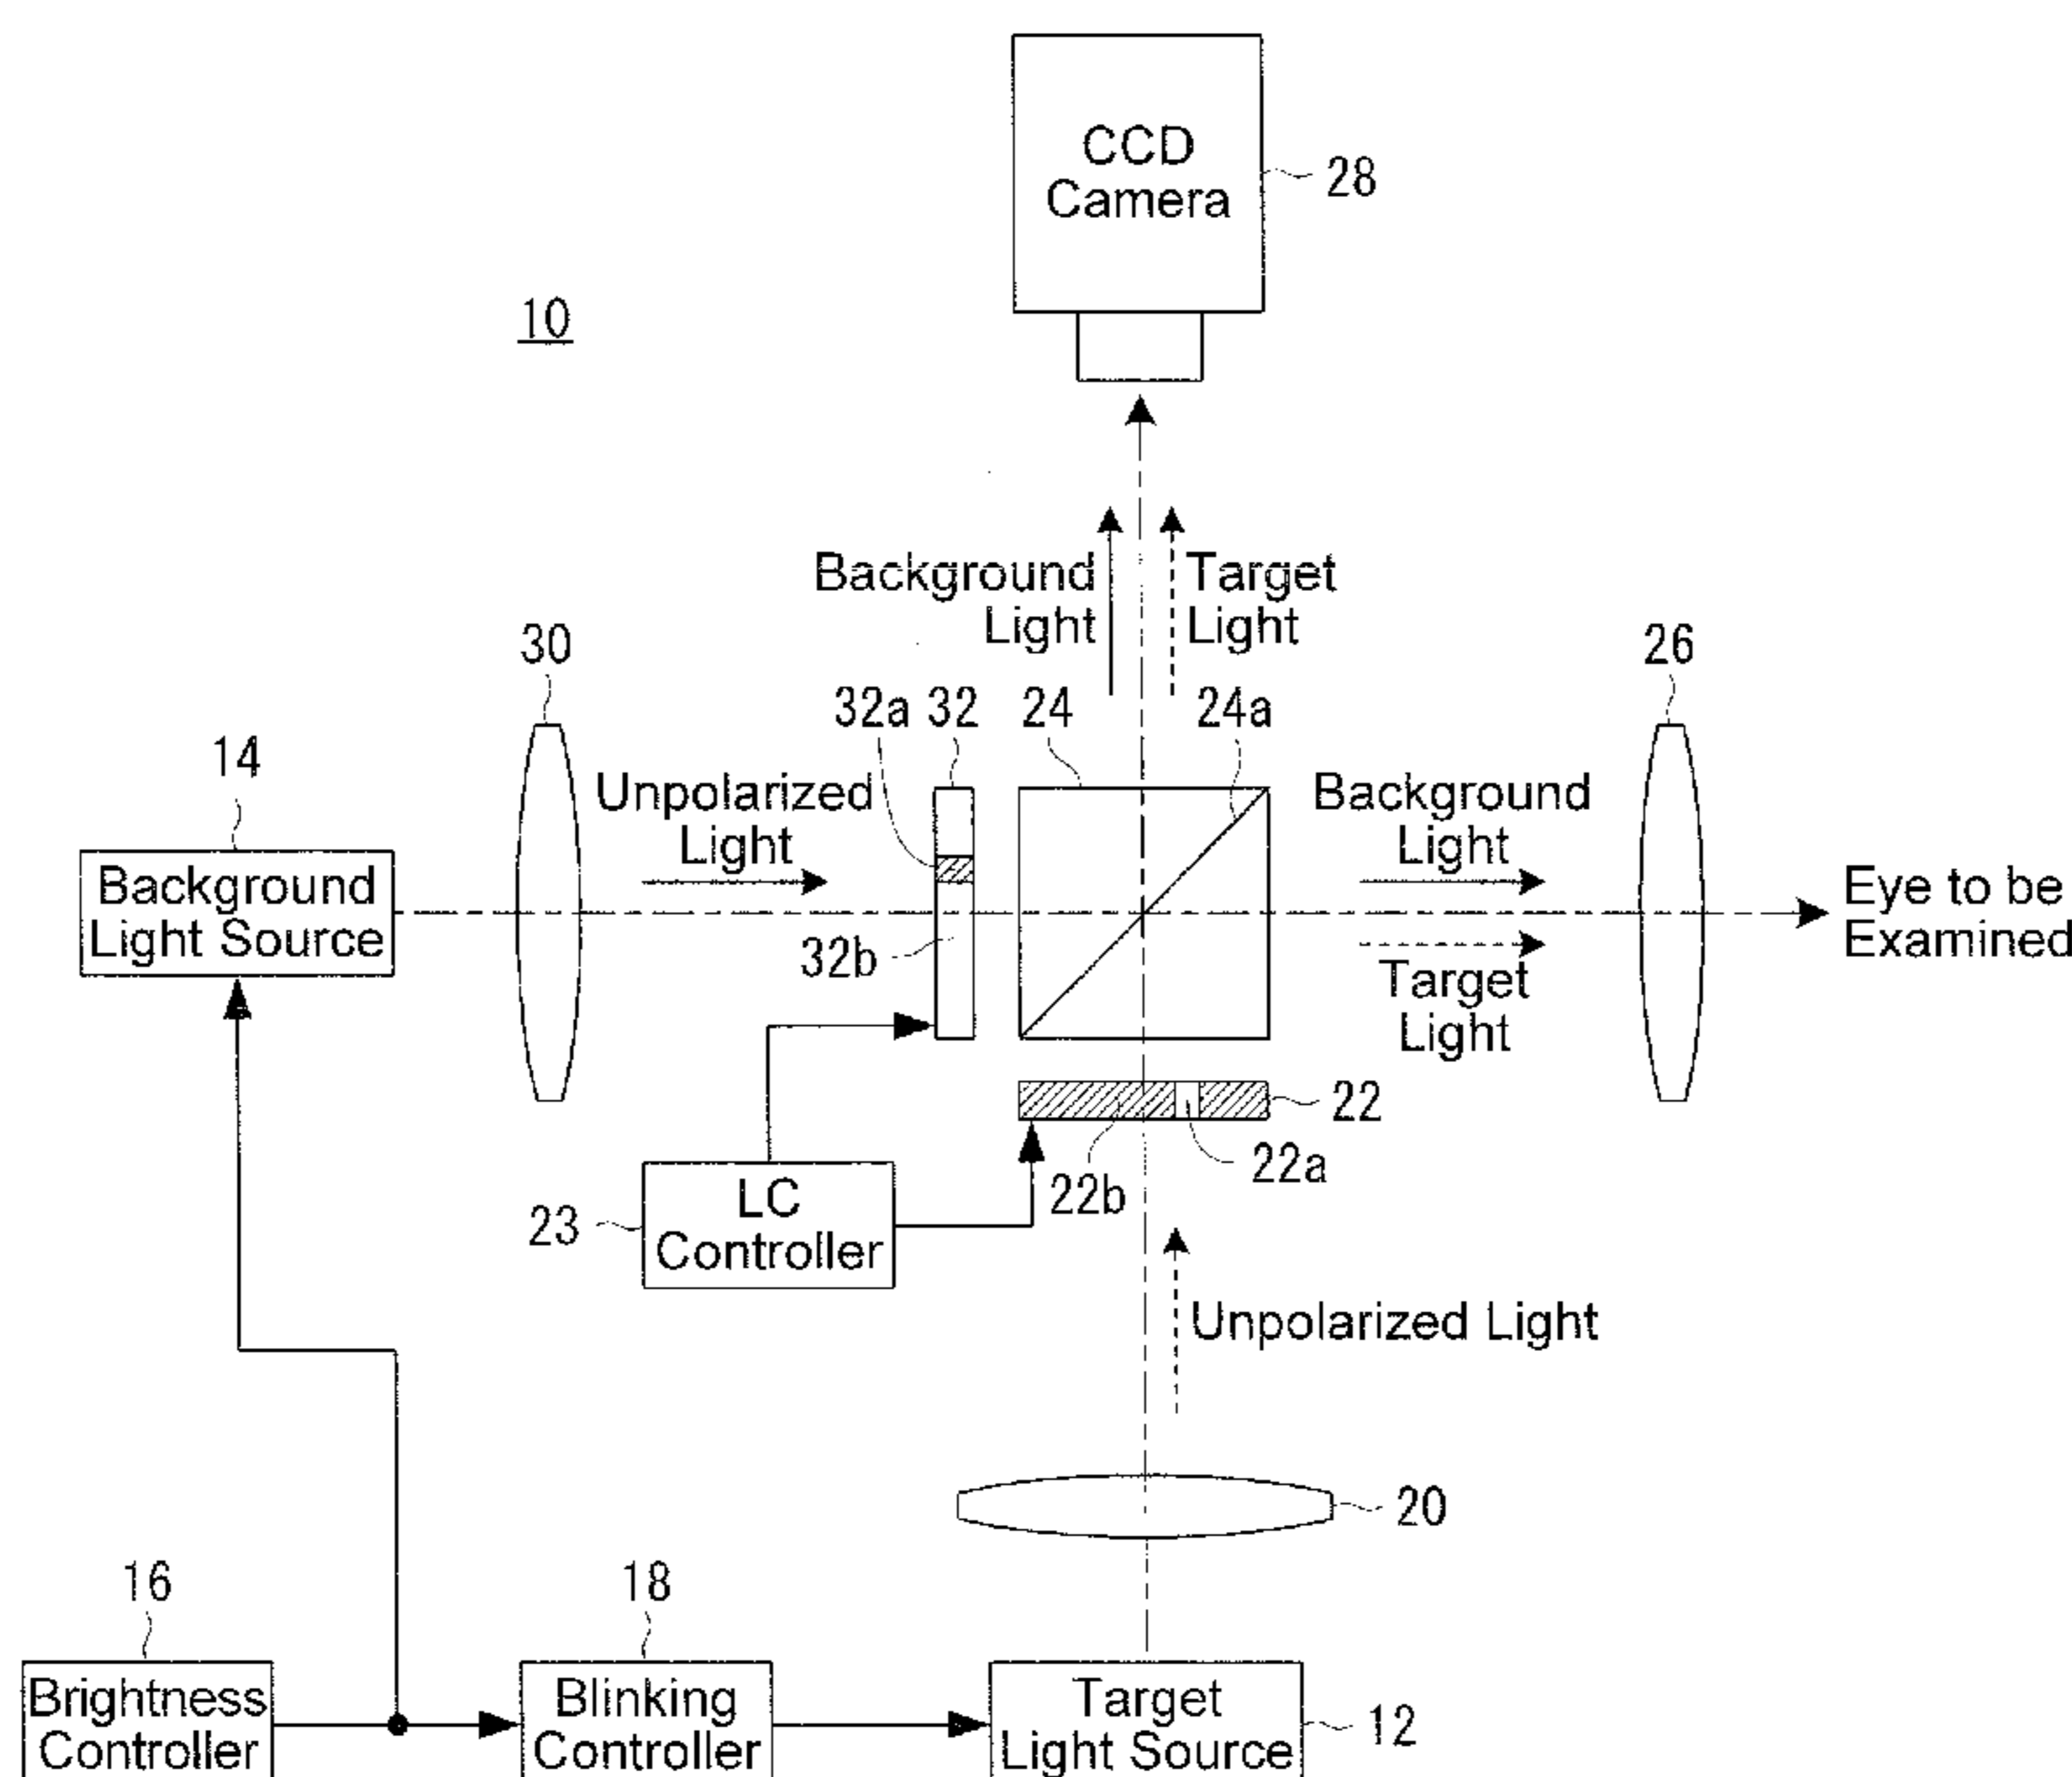 CCD
Camera
28
10
Background
Light
Target
Light
30
26
32a
32
24
24a
14
Unpolarized
Light
Background
Light
Background
Light Source
Eye to be
Examined
32b
Target
Light
22
22a
22b
LC
Controller
23
Unpolarized Light
20
16
18
Brightness
Controller
Blinking
Controller
Target
Light Source
12